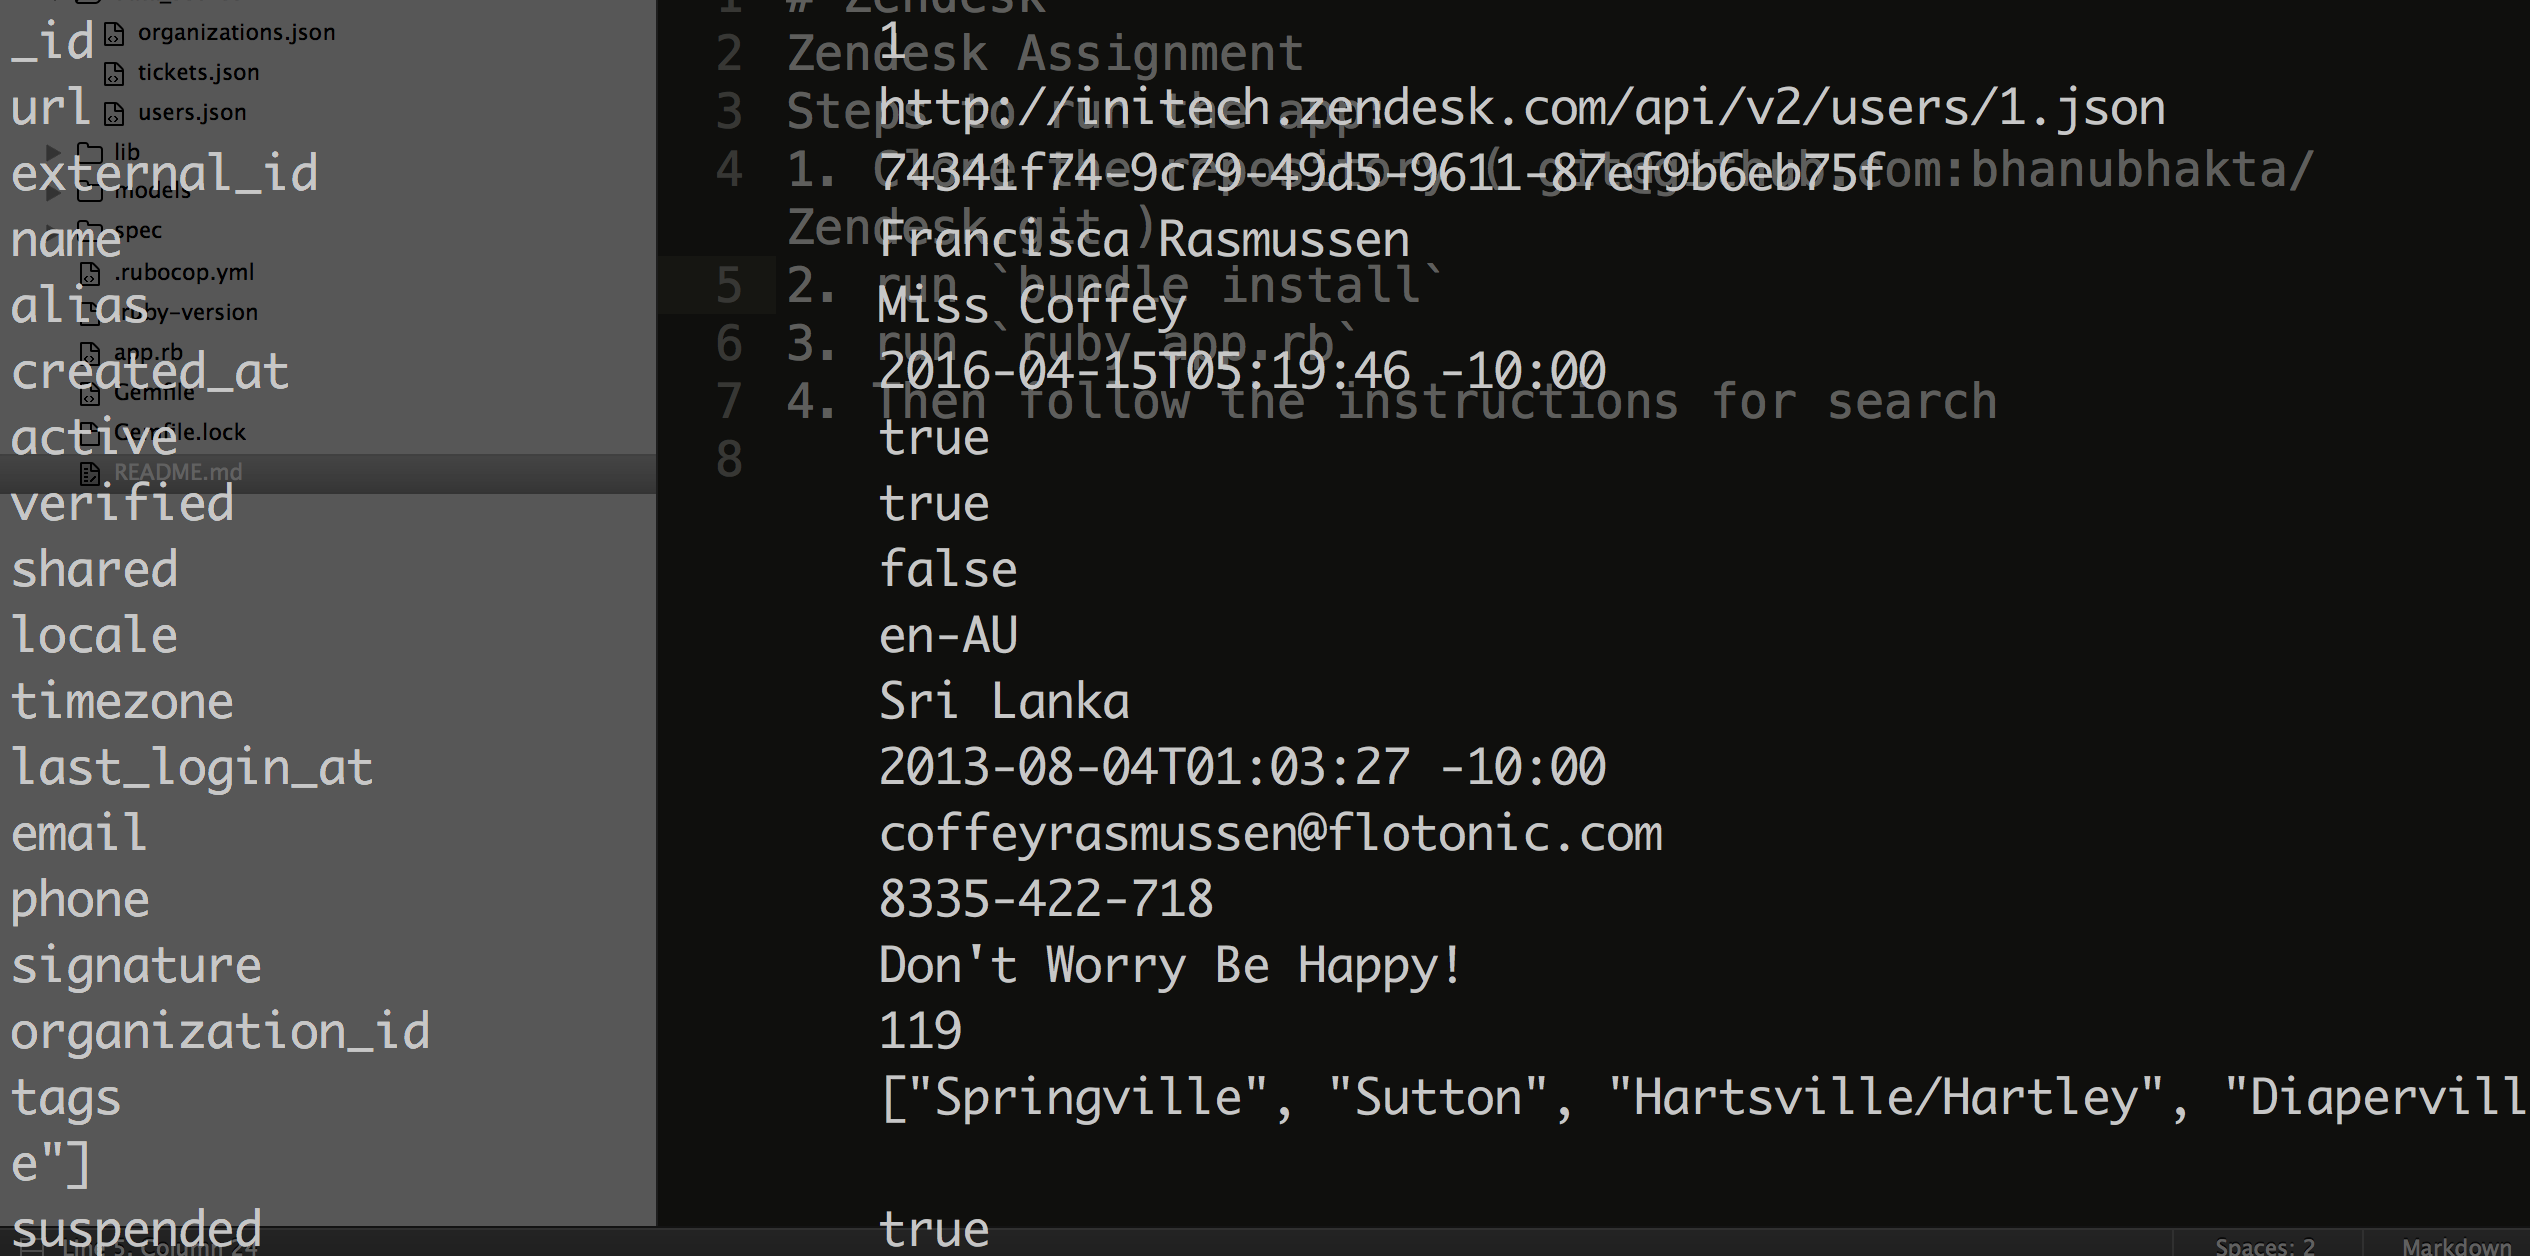 _id 1
url http://initech.zendesk.com/api/v2/users/1.json
external_id 74341f74-9c79-49d5-9611-87ef9b6eb75f
name Francisca Rasmussen
alias Miss Coffey
created_at 2016-04-15T05:19:46 -10:00
active true
verified true
shared false
locale en-AU
timezone Sri Lanka
last_login_at 2013-08-04T01:03:27 -10:00
email coffeyrasmussen@flotonic.com
phone 8335-422-718
signature Don't Worry Be Happy!
organization_id 119
tags ["Springville", "Sutton", "Hartsville/Hartley", "Diapervill
e"]
suspended true
organizations.json
tickets.json
users.json
lib
models
spec
.rubocop.yml
.ruby-version
app.rb
Gemfile
Gemfile.lock
README.md
1 # Zendesk
2 Zendesk Assignment
3 Steps to run the app:
4 1. Clone the repository ( git@github.com:bhanubhakta/
Zendesk.git )
5 2. run `bundle install`
6 3. run `ruby app.rb`
7 4. Then follow the instructions for search
8
Line 5, Column 24
Spaces: 2
Markdown